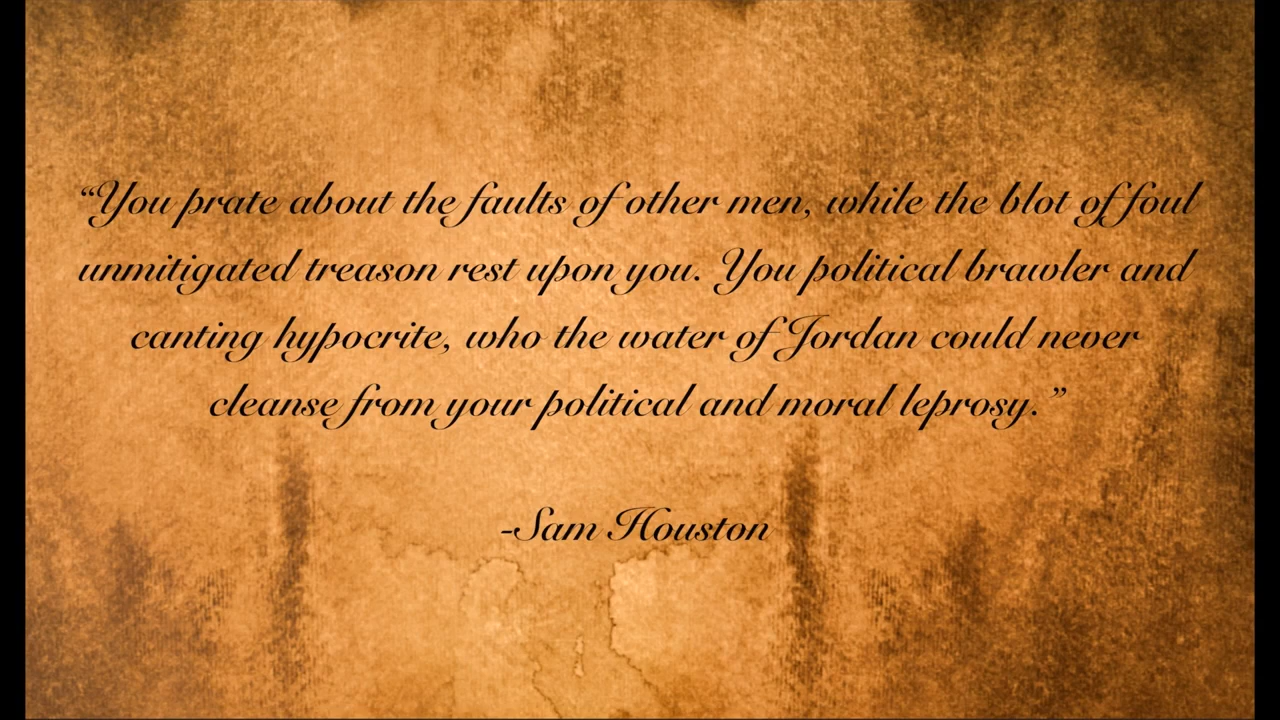 “You prate about the faults of other men, while the blot of foul
unmitigated treason rest upon you. You political brawler and
canting hypocrite, who the water of Jordan could never
cleanse from your political and moral leprosy.”
-Sam Houston